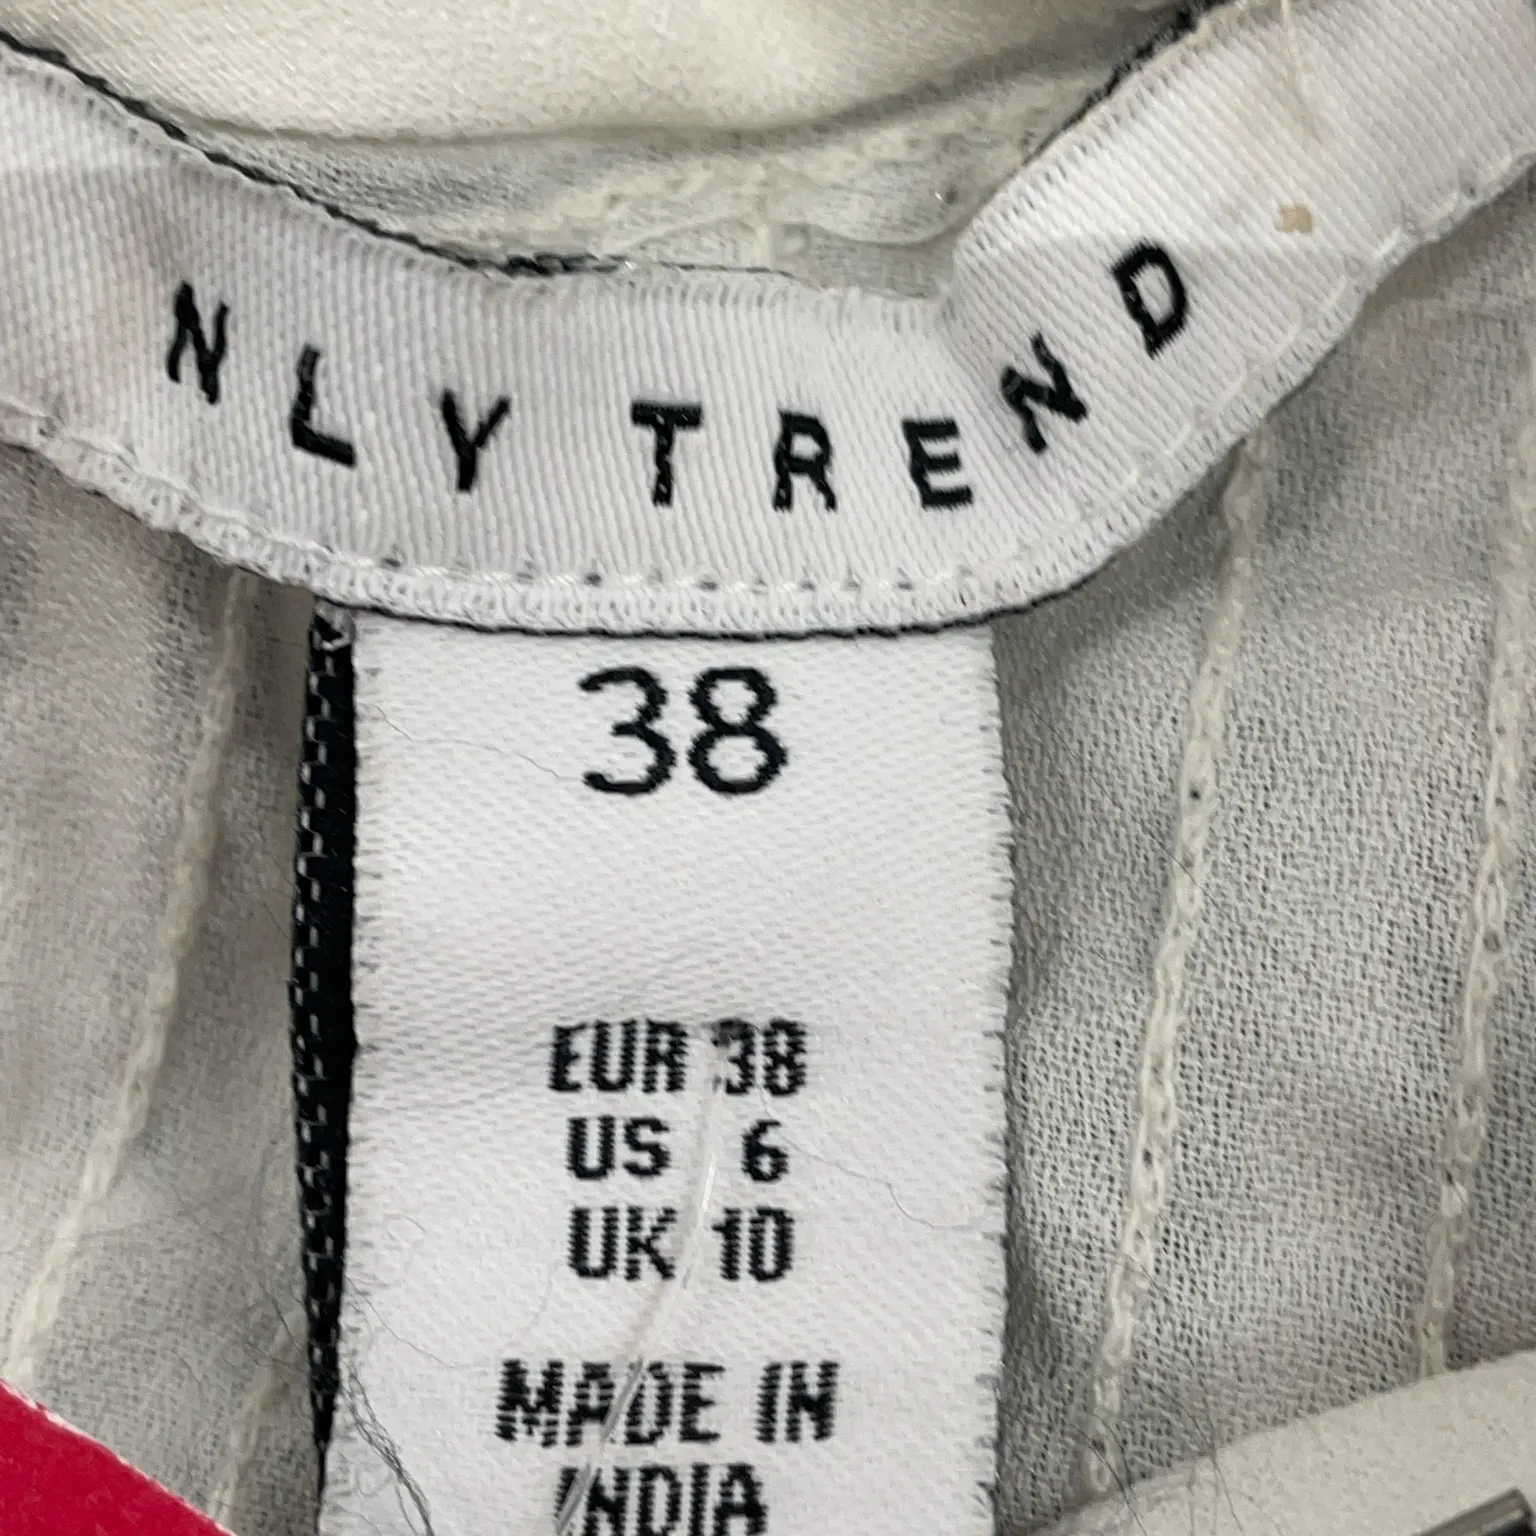 NLY TREND
38
EUR 38
US 6
UK 10
MADE IN
INDIA